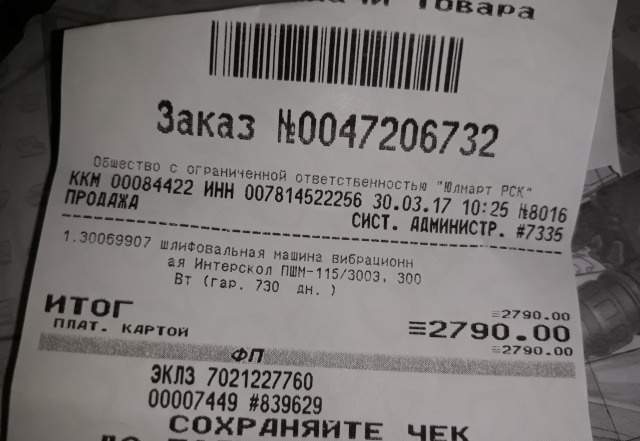 товара
Заказ №0047206732
Общество с ограниченной ответственностью "Юлмарт РСК"
ККМ 00084422 ИНН 007814522256 30.03.17 10:25 №8016
ПРОДАЖА СИСТ. АДМИНИСТР. #7335
1.30069907 шлифовальная машина вибрационн
ая Интерскол ПШМ-115/300Э, 300
Вт (гар. 730 дн. )
≡2790.00
ИТОГ ≡2790.00
ПЛАТ. КАРТОЙ ≡2790.00
ФП
ЭКЛЗ 7021227760
00007449 #839629
СОХРАНЯЙТЕ ЧЕК